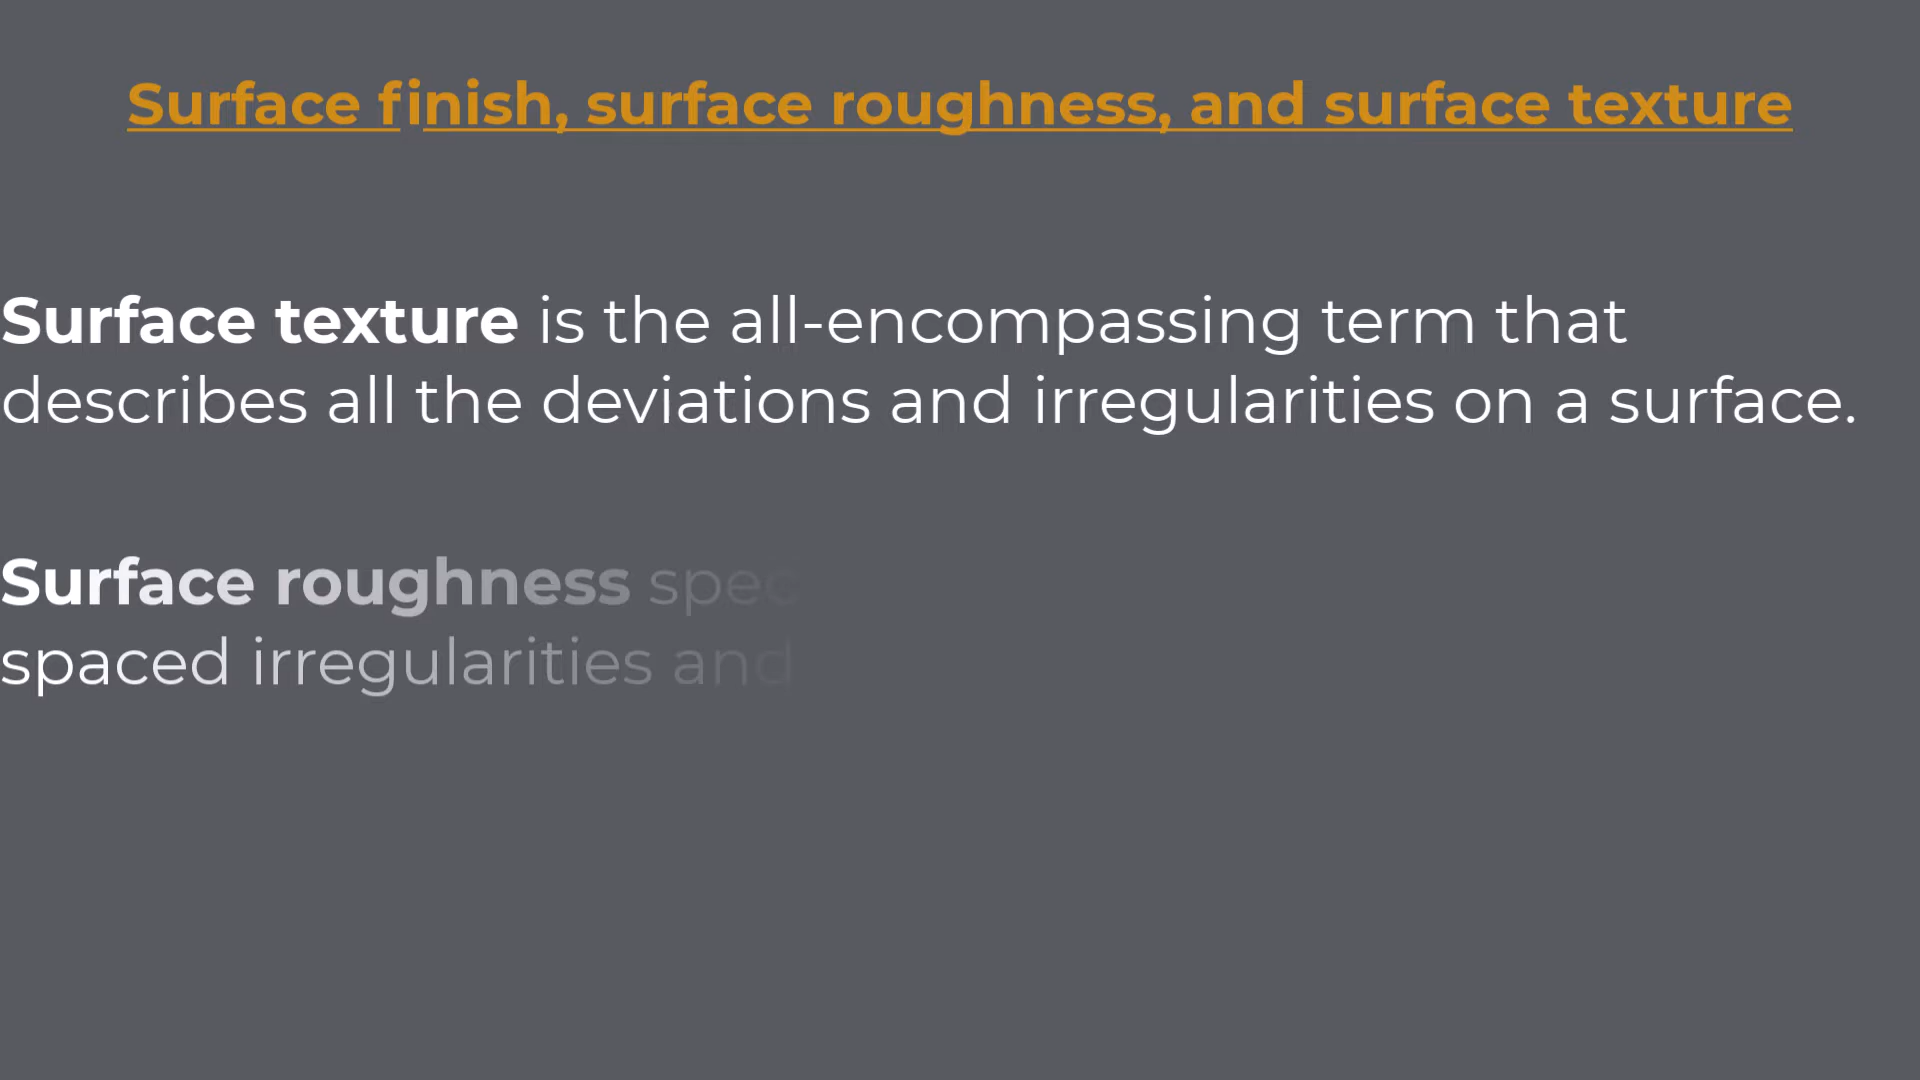 Surface finish, surface roughness, and surface texture
Surface texture is the all-encompassing term that
describes all the deviations and irregularities on a surface.
Surface roughness
spaced irregularities and